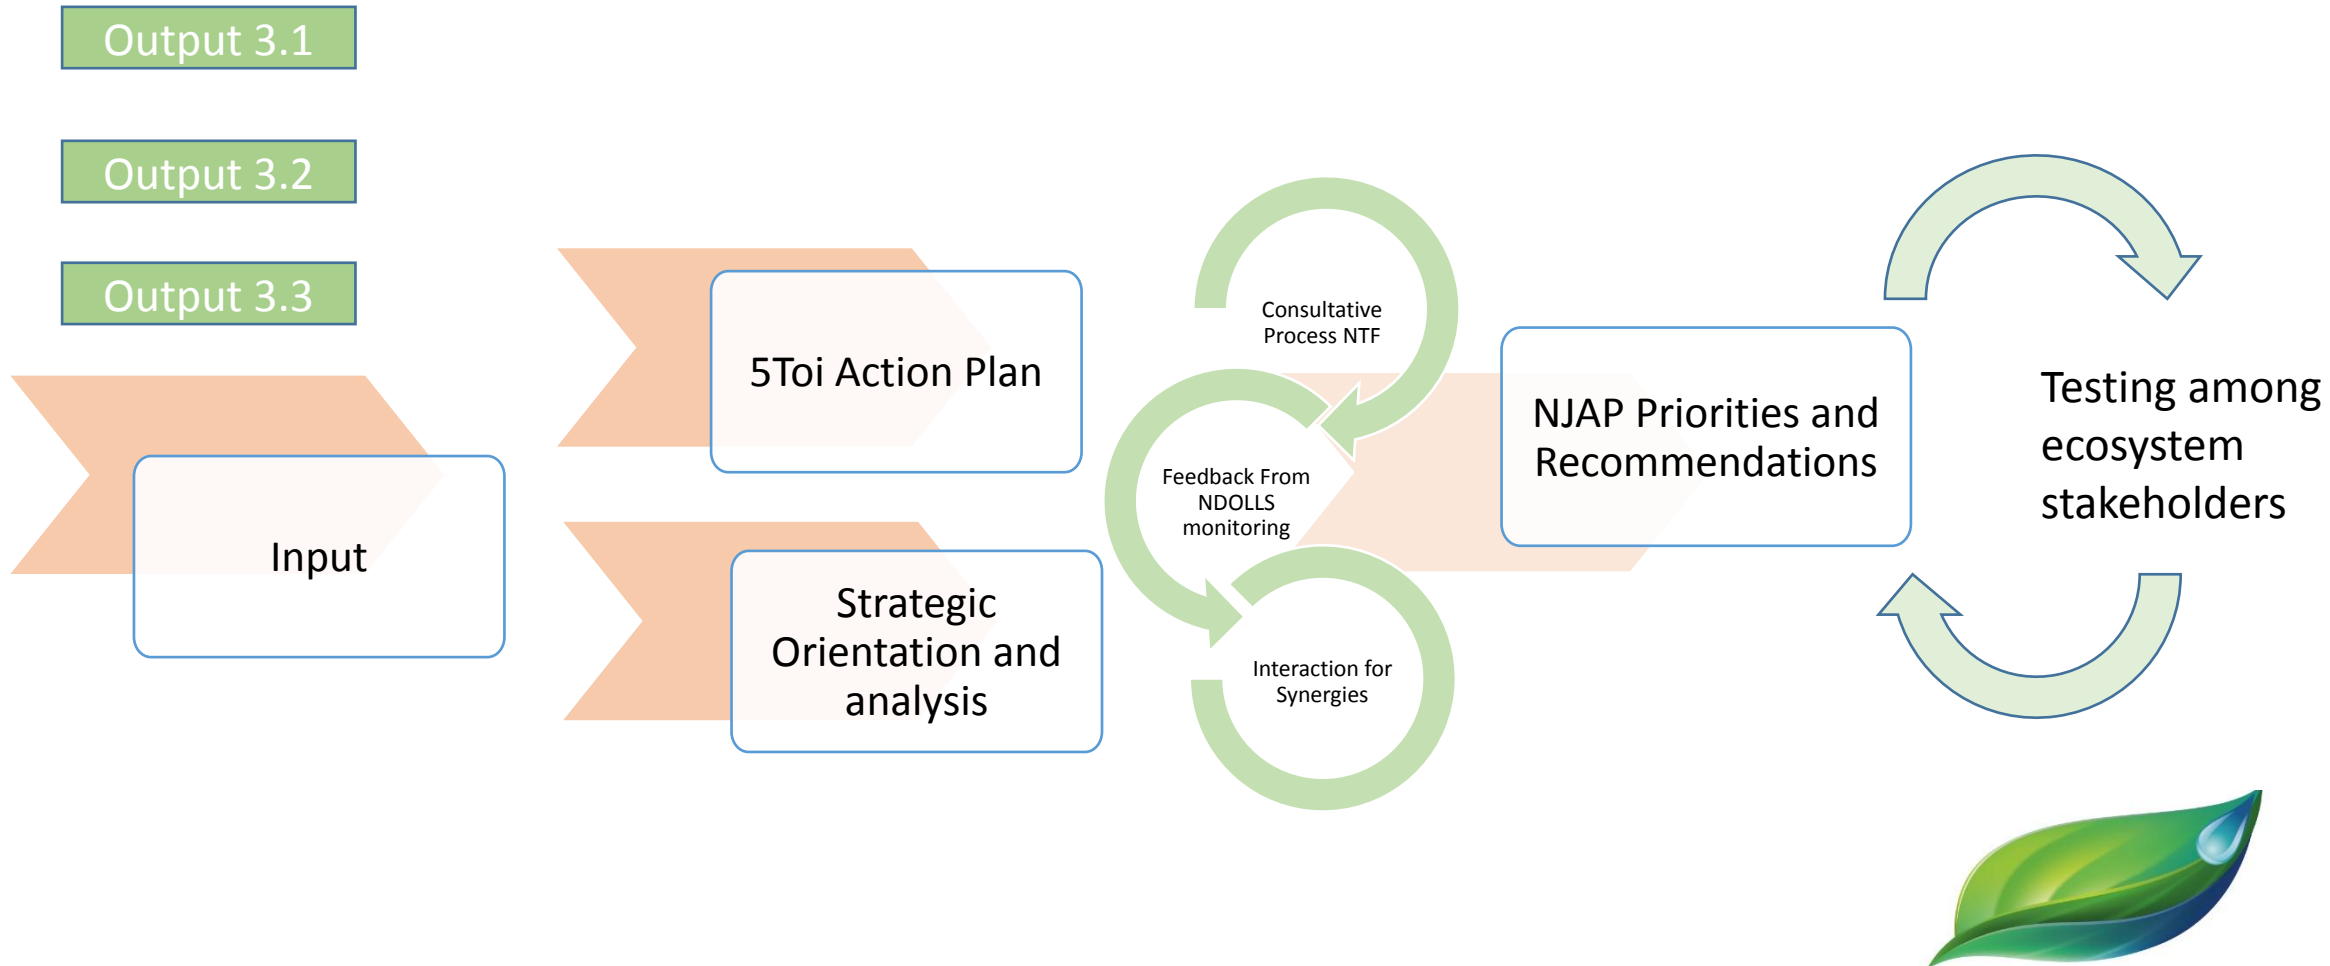 Output 3.1
Output 3.2
Output 3.3
Input
5Toi Action Plan
Strategic
Orientation and
analysis
Consultative
Process NTF
Feedback From
NDOLLS
monitoring
Interaction for
Synergies
NJAP Priorities and
Recommendations
Testing among
ecosystem
stakeholders